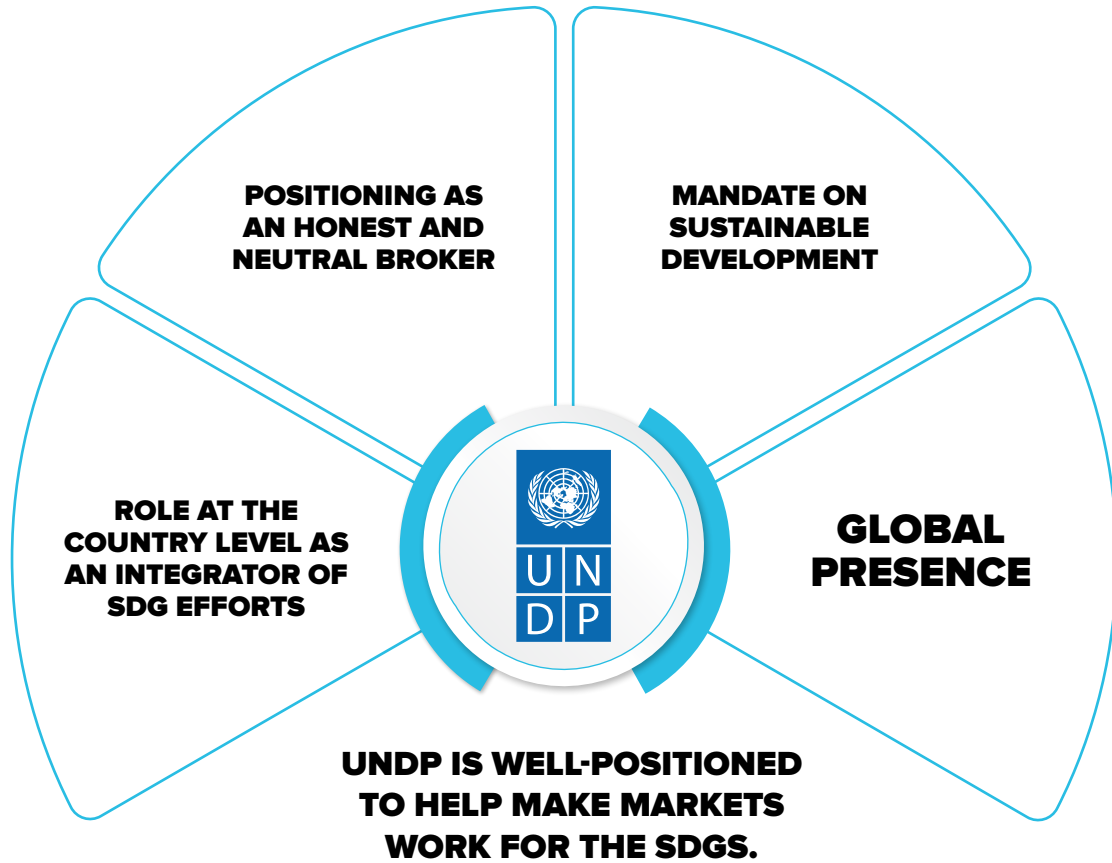 POSITIONING AS
AN HONEST AND
NEUTRAL BROKER
MANDATE ON
SUSTAINABLE
DEVELOPMENT
ROLE AT THE
COUNTRY LEVEL AS
AN INTEGRATOR OF
SDG EFFORTS
U N
D P
GLOBAL
PRESENCE
UNDP IS WELL-POSITIONED
TO HELP MAKE MARKETS
WORK FOR THE SDGS.